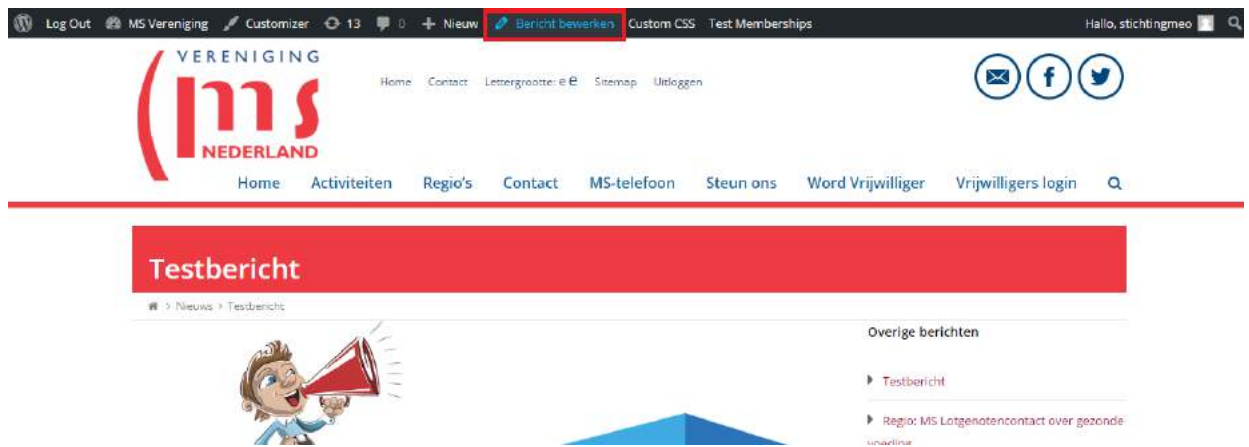 Log Out MS Vereniging Customizer 13 0 + Nieuw Bericht bewerken Custom CSS Test Memberships Hallo, stichtingmeo
VERENIGING
ms
NEDERLAND
Home Contact Lettergrootte: e e Sitemap Uitloggen
Home Activiteiten Regio's Contact MS-telefoon Steun ons Word Vrijwilliger Vrijwilligers login
Testbericht
> Nieuws > Testbericht
Overige berichten
Testbericht
Regio: MS Lotgenotencontact over gezonde
voeding